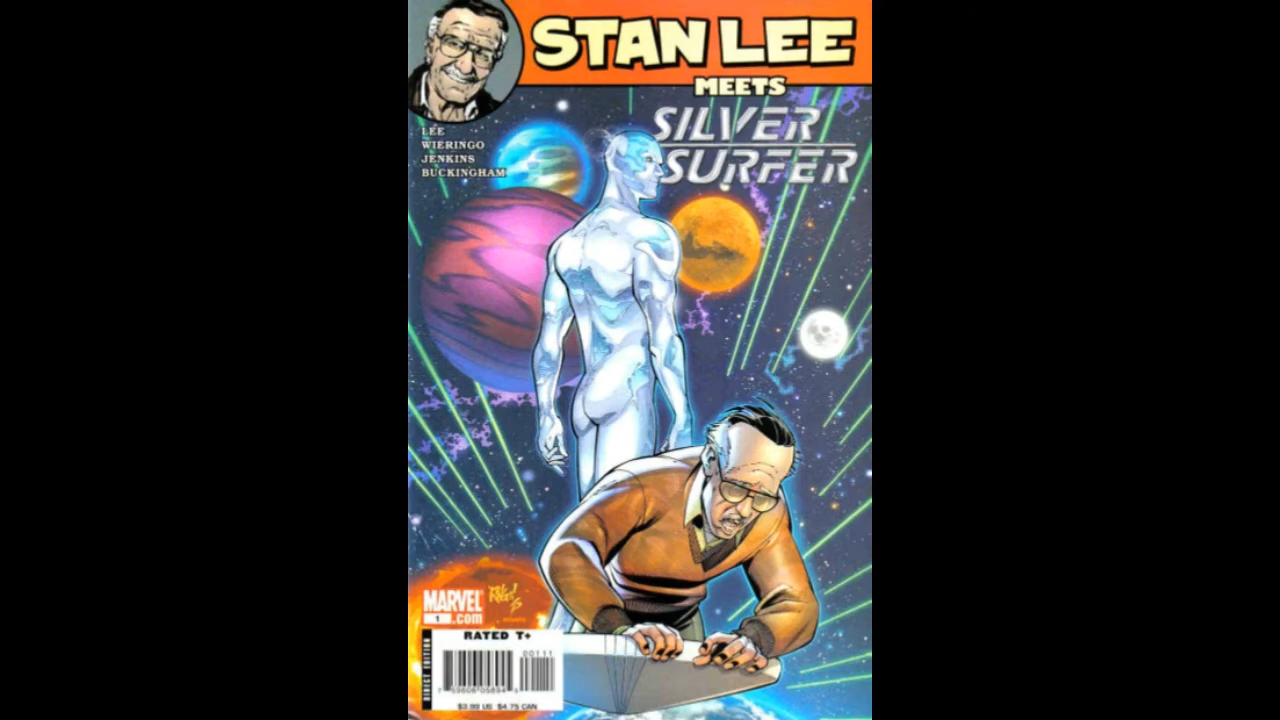 STAN LEE
MEETS
SILVER
SURFER
LEE
WIERINGO
JENKINS
BUCKINGHAM
MARVEL
1 .com
RATED T+
DIRECT EDITION
00111
$3.99 US $4.75 CAN